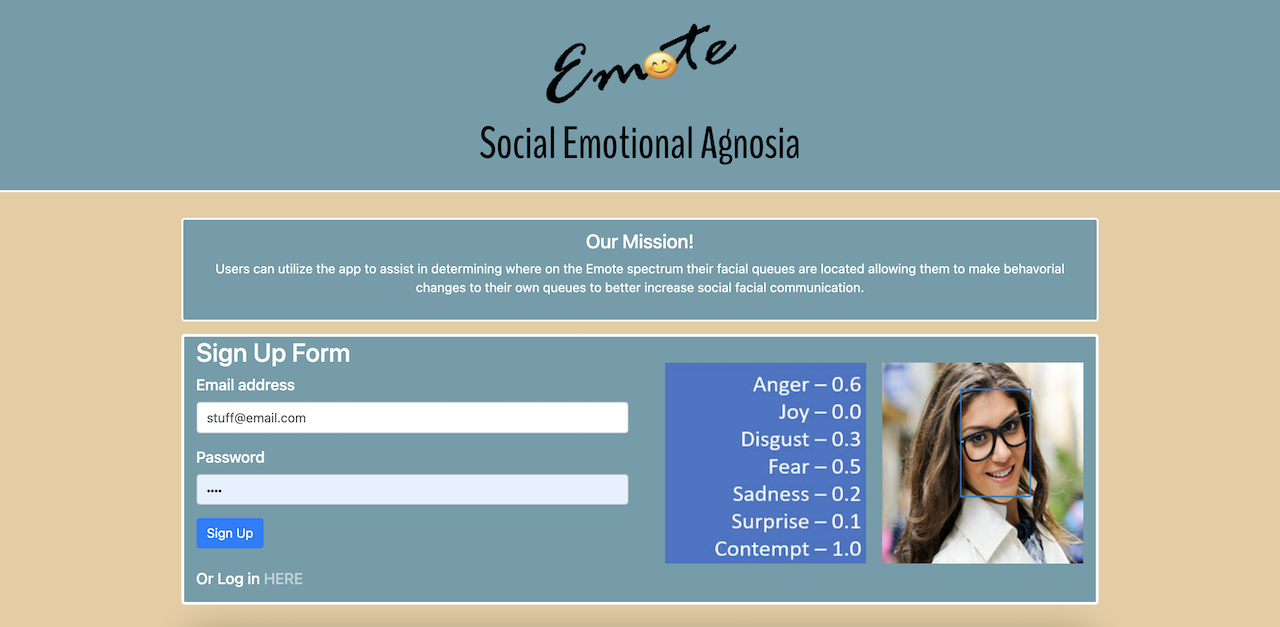 Em😊te
Social Emotional Agnosia
Our Mission!
Users can utilize the app to assist in determining where on the Emote spectrum their facial queues are located allowing them to make behavorial
changes to their own queues to better increase social facial communication.
Sign Up Form
Email address
stuff@email.com
Password
••••
Sign Up
Or Log in HERE
Anger – 0.6
Joy – 0.0
Disgust – 0.3
Fear – 0.5
Sadness – 0.2
Surprise – 0.1
Contempt – 1.0